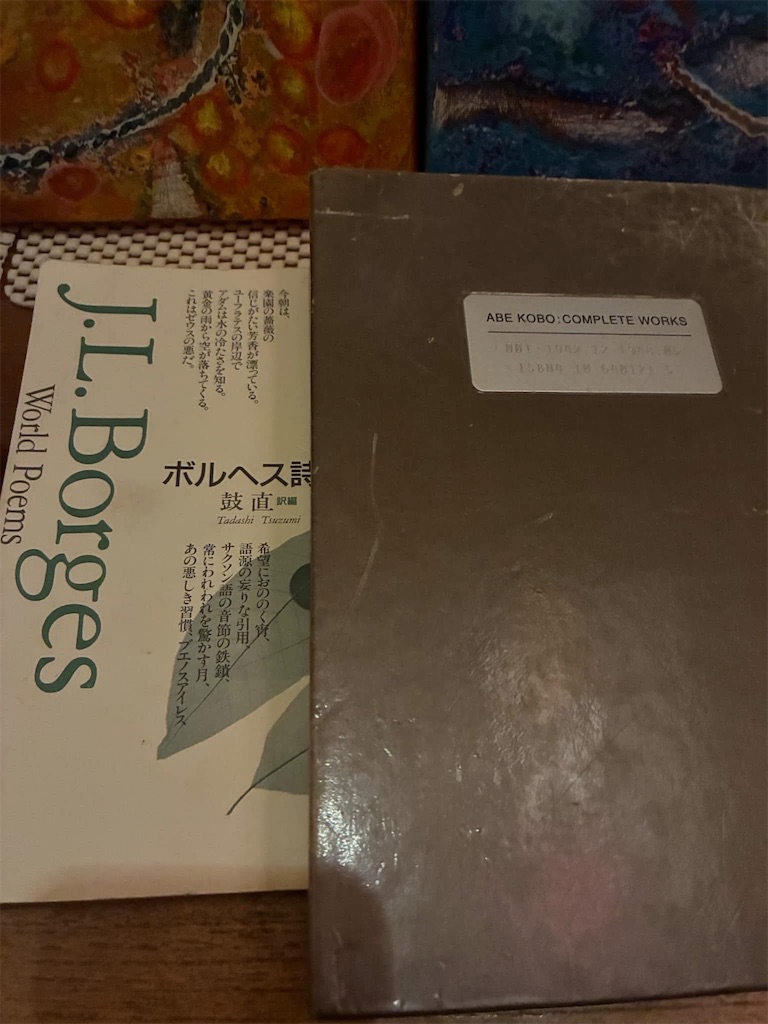 J.L.Borges
World Poems
今朝は、
楽園の薔薇の
信じがたい芳香が漂っている。
ユーフラテスの岸辺で
アダムは水の冷たさを知る。
黄金の雨が空から落ちてくる。
これはゼウスの愛だ。
ボルヘス詩
鼓 直 訳編
Tadashi Tsuzumi
希望におののく宵、
語源の妄りな引用、
サクソン語の音節の鉄鎖、
常にわれわれを驚かす月、
あの悪しき習慣、ブエノスアイレス
ABE KOBO:COMPLETE WORKS